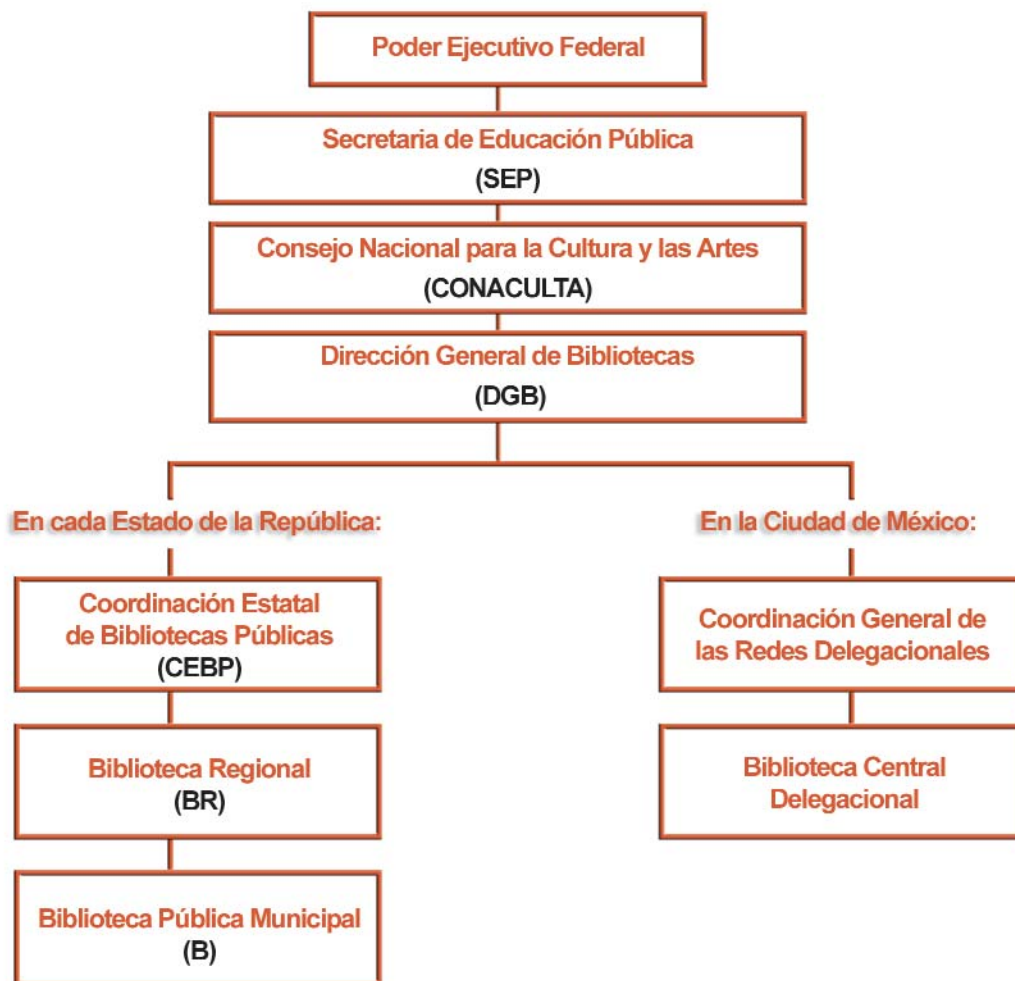 Poder Ejecutivo Federal
Secretaria de Educación Pública
(SEP)
Consejo Nacional para la Cultura y las Artes
(CONACULTA)
Dirección General de Bibliotecas
(DGB)
En cada Estado de la República:
Coordinación Estatal
de Bibliotecas Públicas
(CEBP)
Biblioteca Regional
(BR)
Biblioteca Pública Municipal
(B)
En la Ciudad de México:
Coordinación General de
las Redes Delegacionales
Biblioteca Central
Delegacional